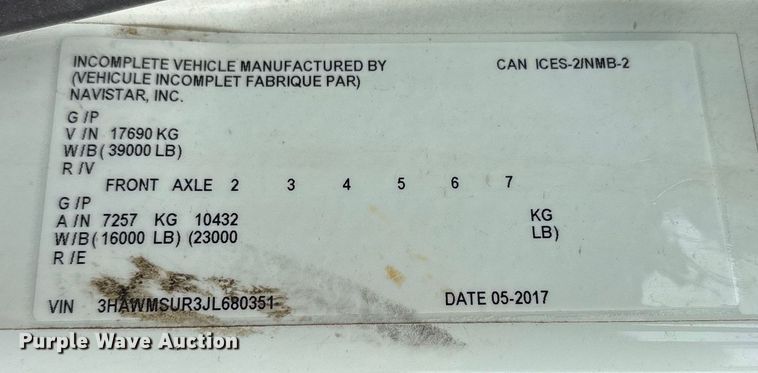 INCOMPLETE VEHICLE MANUFACTURED BY CAN ICES-2/NMB-2
(VEHICULE INCOMPLET FABRIQUE PAR)
NAVISTAR, INC.
G /P
V /N 17690 KG
W/B( 39000 LB)
R /V
FRONT AXLE 2 3 4 5 6 7
G /P
A /N 7257 KG 10432 KG
W/B( 16000 LB) (23000 LB)
R /E
VIN 3HAWMSUR3JL680351 DATE 05-2017
Purple Wave Auction